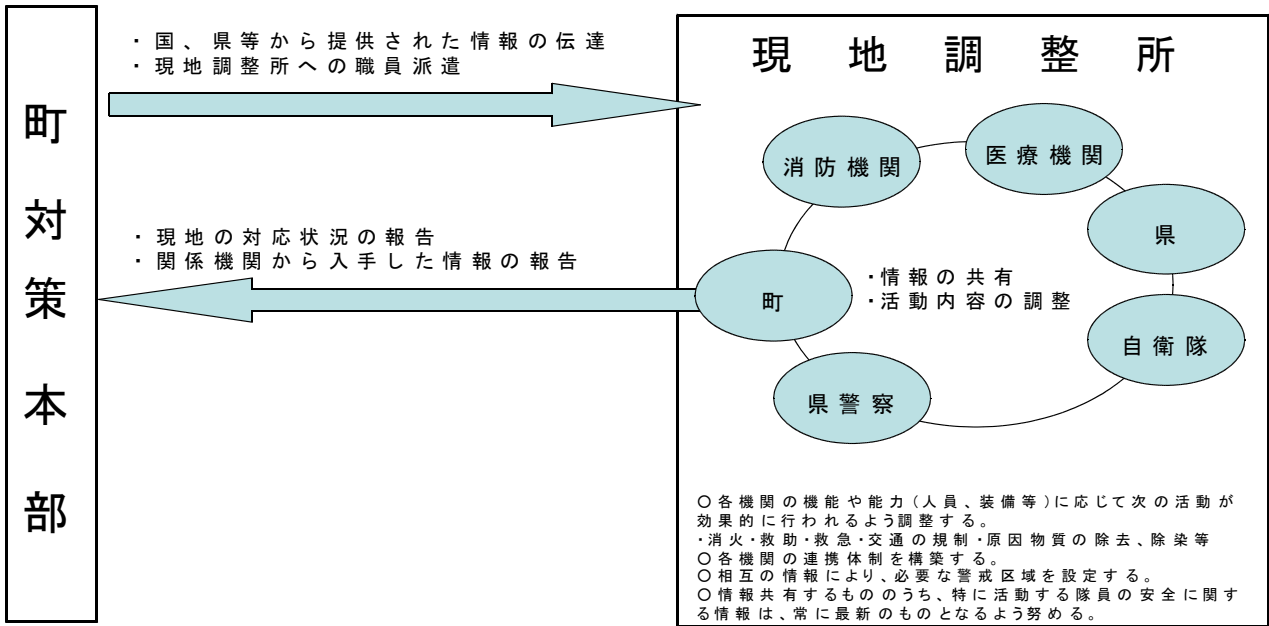 町対策本部
・国、県等から提供された情報の伝達
・現地調整所への職員派遣
・現地の対応状況の報告
・関係機関から入手した情報の報告
現地調整所
消防機関
医療機関
県
自衛隊
県警察
町
・情報の共有
・活動内容の調整
〇各機関の機能や能力(人員、装備等)に応じて次の活動が
効果的に行われるよう調整する。
・消火・救助・救急・交通の規制・原因物質の除去、除染等
〇各機関の連携体制を構築する。
〇相互の情報により、必要な警戒区域を設定する。
〇情報共有するもののうち、特に活動する隊員の安全に関す
る情報は、常に最新のものとなるよう努める。